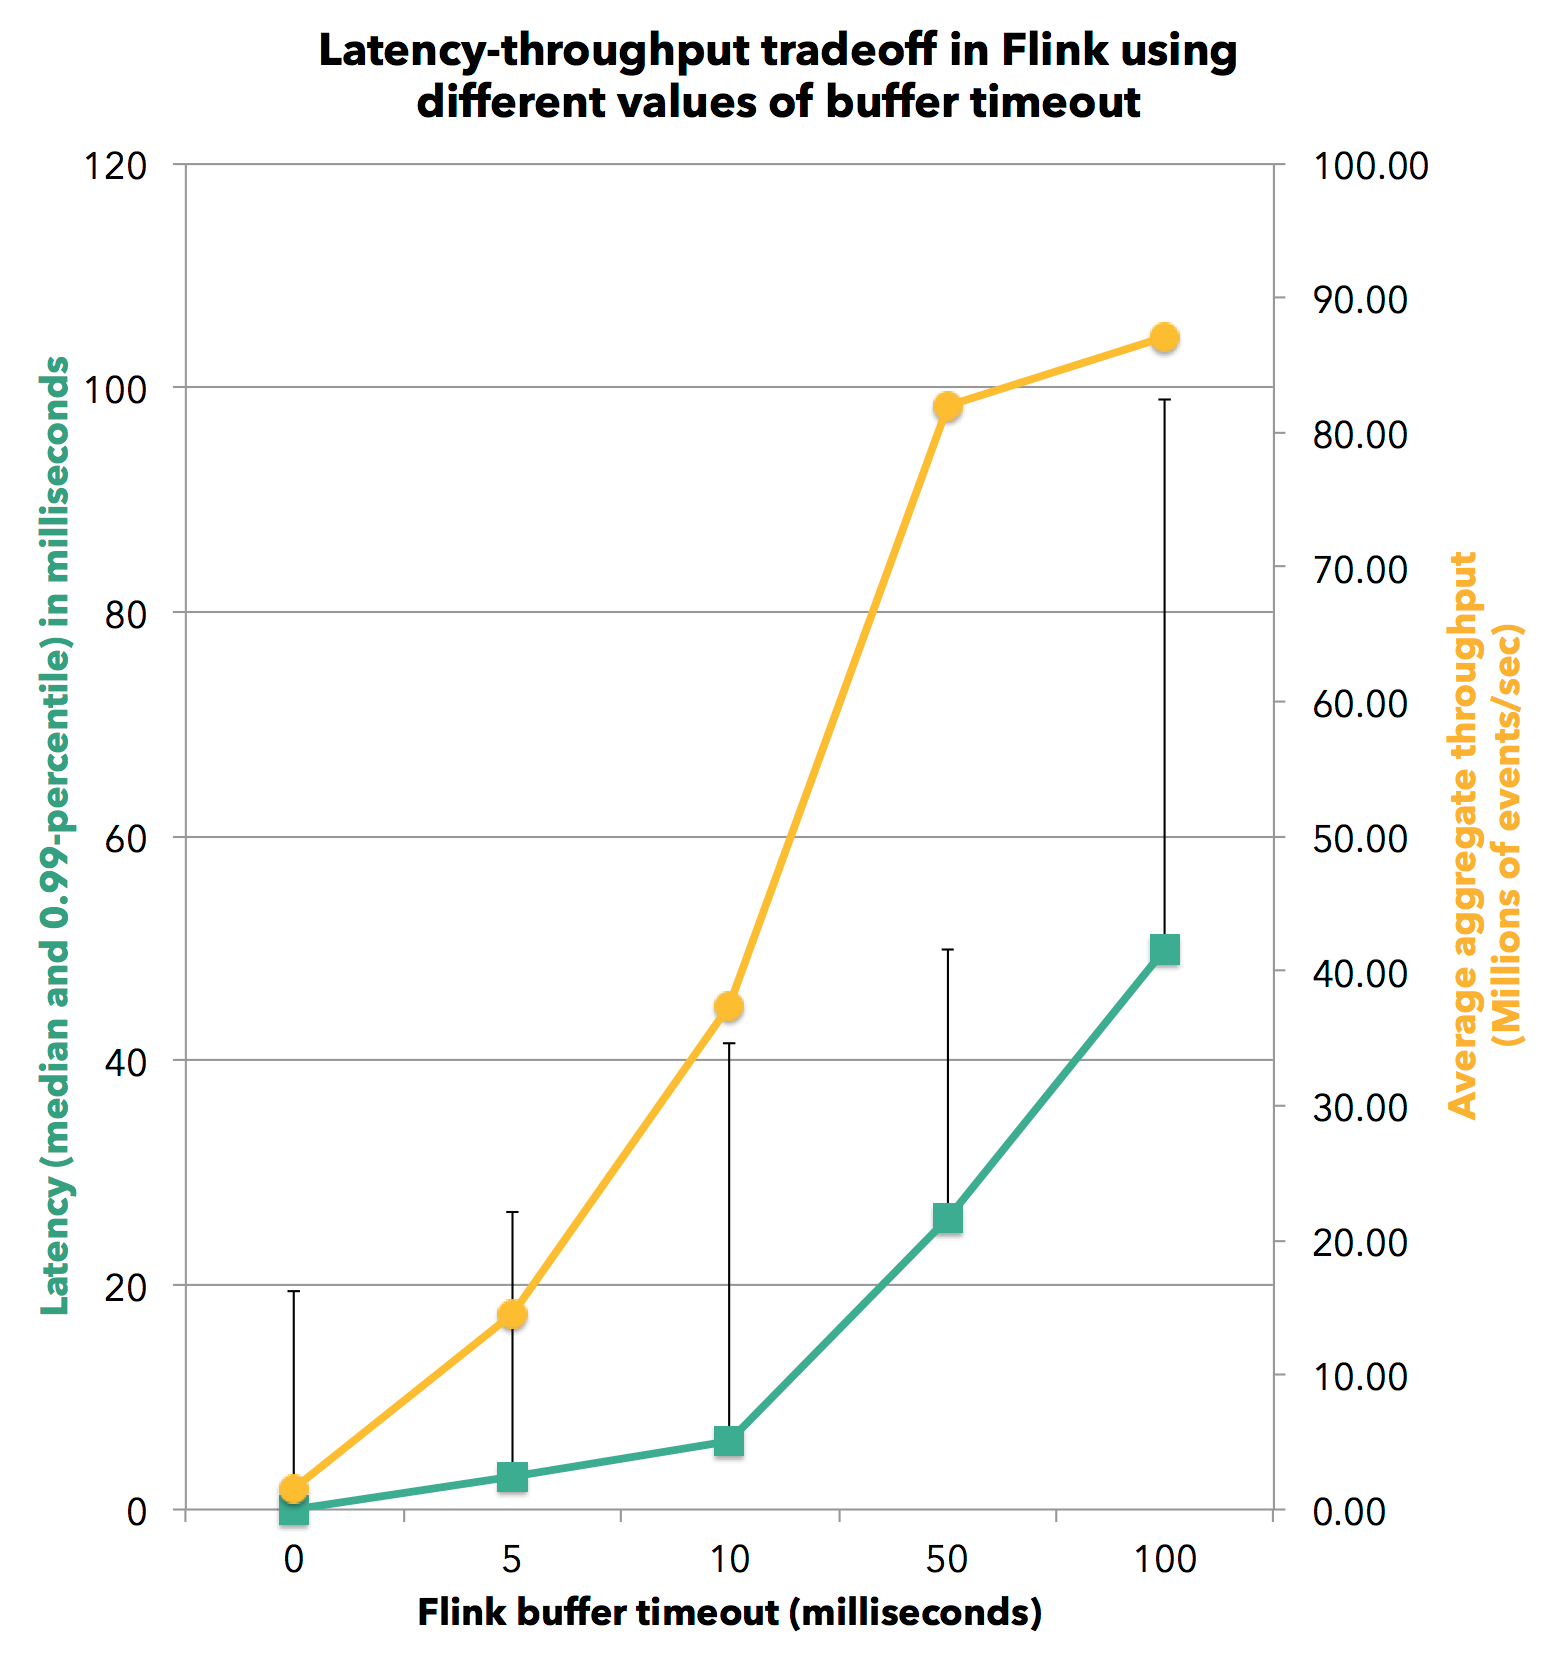 Latency-throughput tradeoff in Flink using
different values of buffer timeout
Latency (median and 0.99-percentile) in milliseconds
120
100
80
60
40
20
0
100.00
90.00
80.00
70.00
60.00
50.00
40.00
30.00
20.00
10.00
0.00
Average aggregate throughput
(Millions of events/sec)
0 5 10 50 100
Flink buffer timeout (milliseconds)